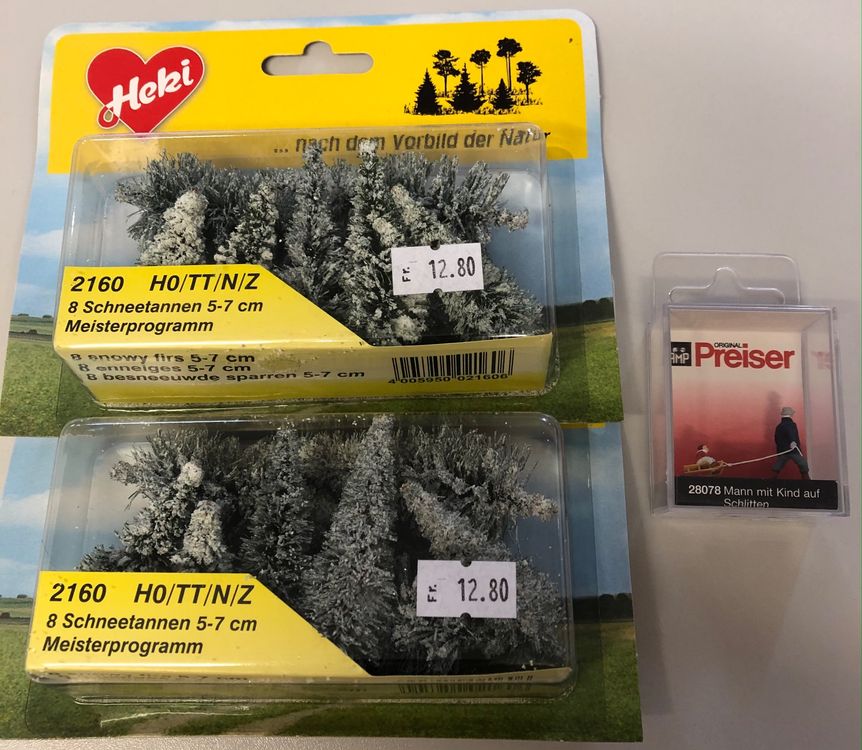 Heki
... nach dem Vorbild der Natur
FR. 12.80
2160 H0/TT/N/Z
8 Schneetannen 5-7 cm
Meisterprogramm
8 snowy firs 5-7 cm
8 enneiges 5-7 cm
8 besneeuwde sparren 5-7 cm
4 005950 021606
FR. 12.80
2160 H0/TT/N/Z
8 Schneetannen 5-7 cm
Meisterprogramm
ORIGINAL
Preiser
28078 Mann mit Kind auf
Schlitten